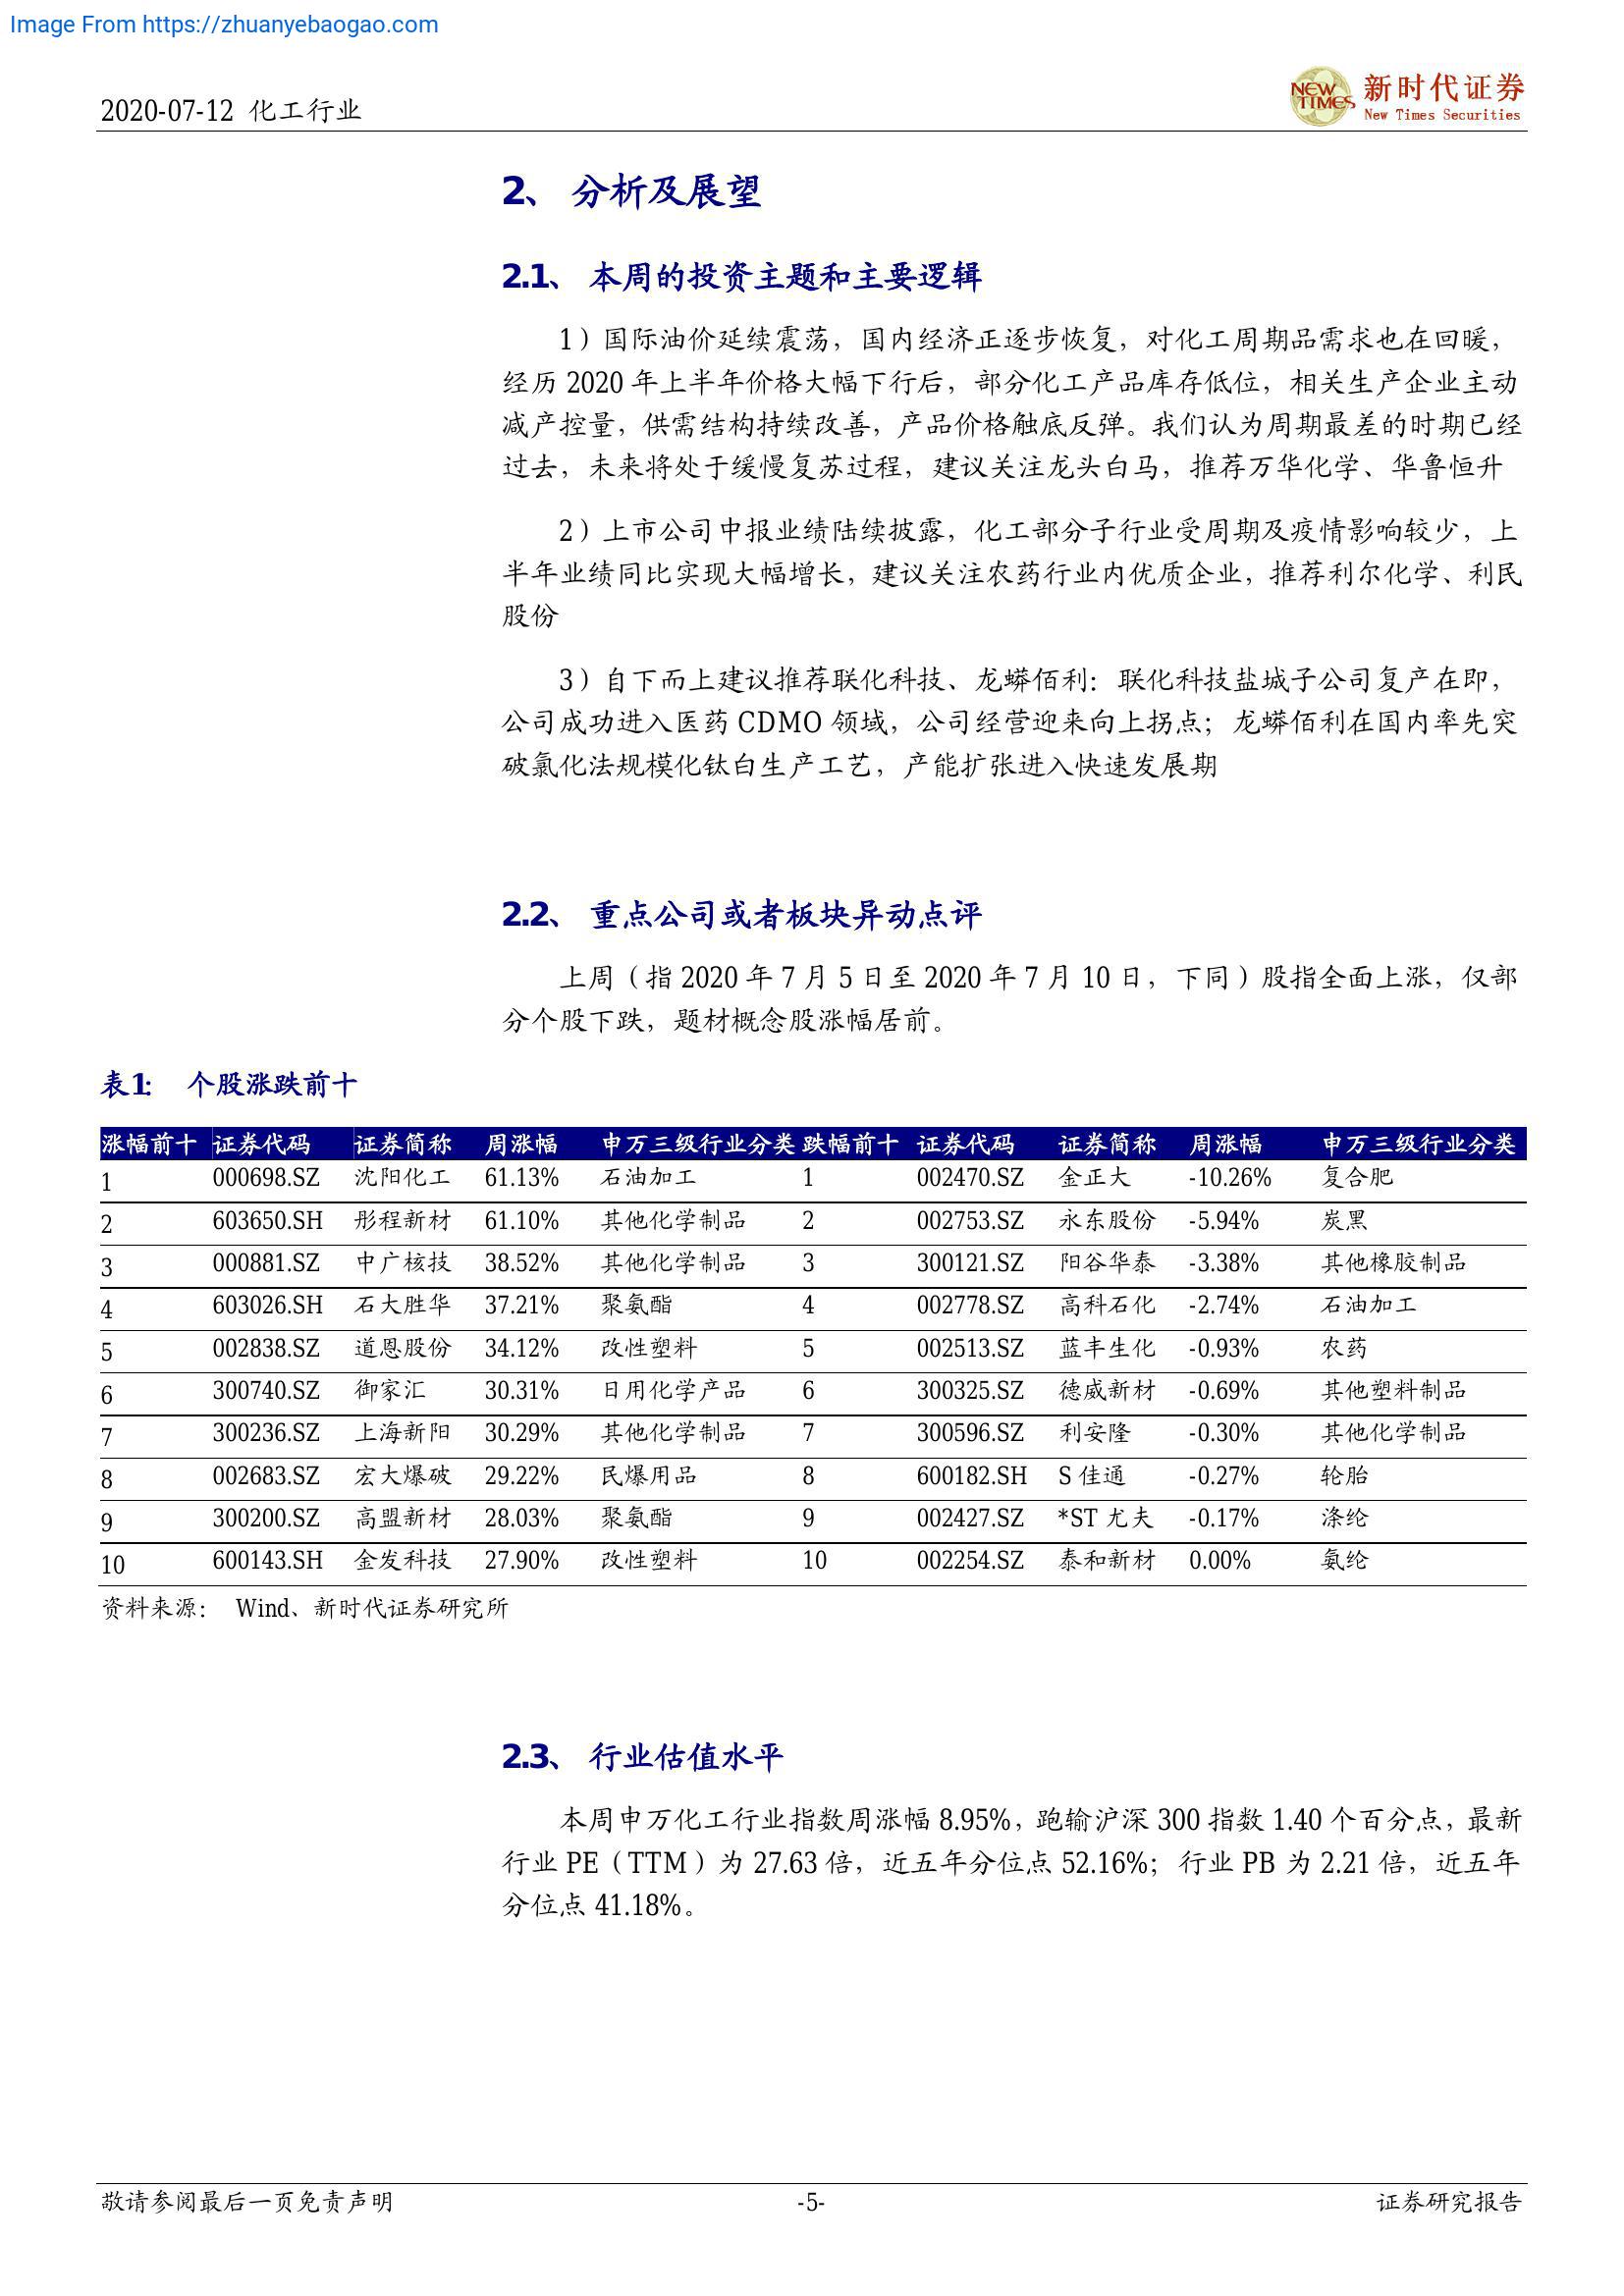 Image From https://zhuanyebaogao.com
2020-07-12 化工行业
NEW TIMES 新时代证券
New Times Securities
2、 分析及展望
2.1、 本周的投资主题和主要逻辑
1）国际油价延续震荡，国内经济正逐步恢复，对化工周期品需求也在回暖，
经历 2020 年上半年价格大幅下行后，部分化工产品库存低位，相关生产企业主动
减产控量，供需结构持续改善，产品价格触底反弹。我们认为周期最差的时期已经
过去，未来将处于缓慢复苏过程，建议关注龙头白马，推荐万华化学、华鲁恒升
2）上市公司中报业绩陆续披露，化工部分子行业受周期及疫情影响较少，上
半年业绩同比实现大幅增长，建议关注农药行业内优质企业，推荐利尔化学、利民
股份
3）自下而上建议推荐联化科技、龙蟒佰利：联化科技盐城子公司复产在即，
公司成功进入医药 CDMO 领域，公司经营迎来向上拐点；龙蟒佰利在国内率先突
破氯化法规模化钛白生产工艺，产能扩张进入快速发展期
2.2、 重点公司或者板块异动点评
上周（指 2020 年 7 月 5 日至 2020 年 7 月 10 日，下同）股指全面上涨，仅部
分个股下跌，题材概念股涨幅居前。
表1： 个股涨跌前十
涨幅前十 证券代码 证券简称 周涨幅 申万三级行业分类 跌幅前十 证券代码 证券简称 周涨幅 申万三级行业分类
1 000698.SZ 沈阳化工 61.13% 石油加工 1 002470.SZ 金正大 -10.26% 复合肥
2 603650.SH 彤程新材 61.10% 其他化学制品 2 002753.SZ 永东股份 -5.94% 炭黑
3 000881.SZ 中广核技 38.52% 其他化学制品 3 300121.SZ 阳谷华泰 -3.38% 其他橡胶制品
4 603026.SH 石大胜华 37.21% 聚氨酯 4 002778.SZ 高科石化 -2.74% 石油加工
5 002838.SZ 道恩股份 34.12% 改性塑料 5 002513.SZ 蓝丰生化 -0.93% 农药
6 300740.SZ 御家汇 30.31% 日用化学产品 6 300325.SZ 德威新材 -0.69% 其他塑料制品
7 300236.SZ 上海新阳 30.29% 其他化学制品 7 300596.SZ 利安隆 -0.30% 其他化学制品
8 002683.SZ 宏大爆破 29.22% 民爆用品 8 600182.SH S 佳通 -0.27% 轮胎
9 300200.SZ 高盟新材 28.03% 聚氨酯 9 002427.SZ *ST 尤夫 -0.17% 涤纶
10 600143.SH 金发科技 27.90% 改性塑料 10 002254.SZ 泰和新材 0.00% 氨纶
资料来源： Wind、新时代证券研究所
2.3、 行业估值水平
本周申万化工行业指数周涨幅 8.95%，跑输沪深 300 指数 1.40 个百分点，最新
行业 PE（TTM）为 27.63 倍，近五年分位点 52.16%；行业 PB 为 2.21 倍，近五年
分位点 41.18%。
敬请参阅最后一页免责声明 -5- 证券研究报告